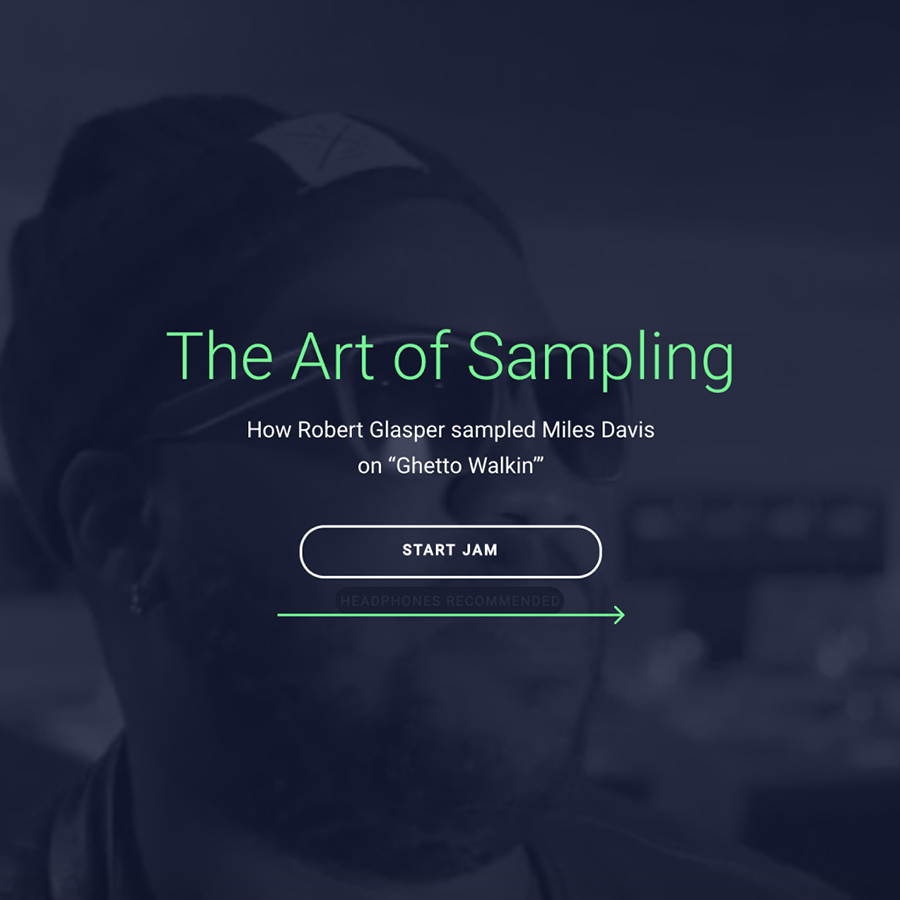 The Art of Sampling
How Robert Glasper sampled Miles Davis
on “Ghetto Walkin’”
START JAM
HEADPHONES RECOMMENDED